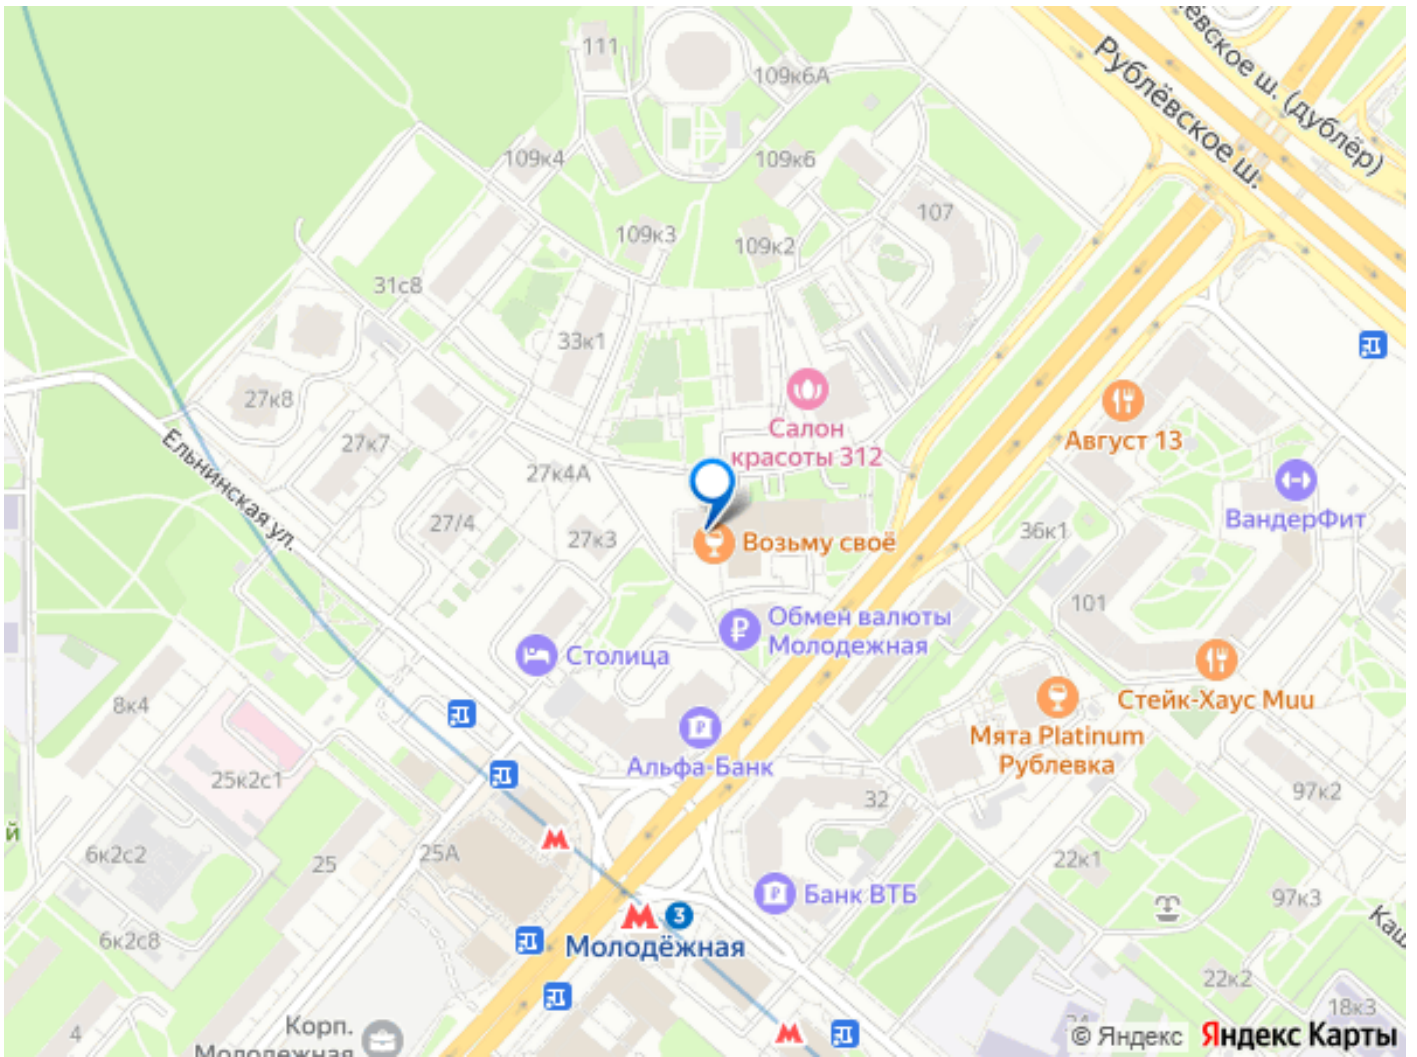 111
109к6А
Рублёвское ш.
ёвское ш. (дублёр)
109к4
109к6
107
109к3
109к2
31с8
33к1
27к8
Салон
красоты 312
Август 13
27к7
Ельнинская ул.
27к4А
27/4
27к3
Возьму своё
36к1
ВандерФит
101
Обмен валюты
Молодежная
Столица
8к4
Стейк-Хаус Muu
Альфа-Банк
Мята Platinum
Рублевка
25к2с1
32
97к2
й
6к2с2
25
25А
22к1
Банк ВТБ
97к3
М 3
Молодёжная
6к2с8
Каш
22к2
18к3
4
Корп.
Молодежная
© Яндекс Яндекс Карты